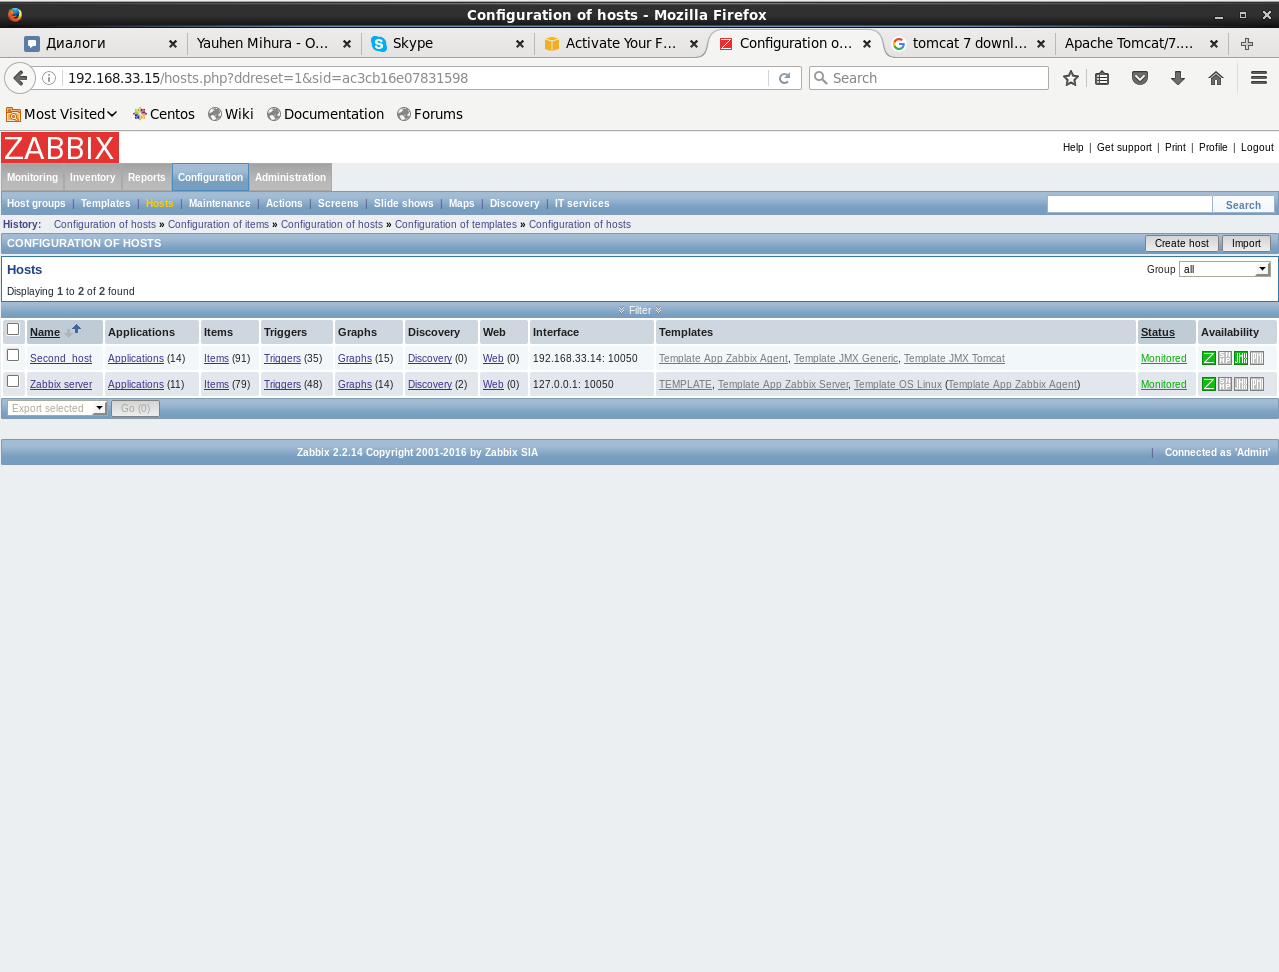 Configuration of hosts - Mozilla Firefox
Диалоги Yauhen Mihura - O... Skype Activate Your F... Configuration o... tomcat 7 downl... Apache Tomcat/7....
192.168.33.15/hosts.php?ddreset=1&sid=ac3cb16e07831598 Search
Most Visited Centos Wiki Documentation Forums
ZABBIX Help | Get support | Print | Profile | Logout
Monitoring Inventory Reports Configuration Administration
Host groups | Templates | Hosts | Maintenance | Actions | Screens | Slide shows | Maps | Discovery | IT services Search
History: Configuration of hosts » Configuration of items » Configuration of hosts » Configuration of templates » Configuration of hosts
CONFIGURATION OF HOSTS Create host Import
Hosts Group all
Displaying 1 to 2 of 2 found
Filter
Name Applications Items Triggers Graphs Discovery Web Interface Templates Status Availability
Second_host Applications (14) Items (91) Triggers (35) Graphs (15) Discovery (0) Web (0) 192.168.33.14: 10050 Template App Zabbix Agent, Template JMX Generic, Template JMX Tomcat Monitored Z SNMP JMX IPMI
Zabbix server Applications (11) Items (79) Triggers (48) Graphs (14) Discovery (2) Web (0) 127.0.0.1: 10050 TEMPLATE, Template App Zabbix Server, Template OS Linux (Template App Zabbix Agent) Monitored Z SNMP JMX IPMI
Export selected Go (0)
Zabbix 2.2.14 Copyright 2001-2016 by Zabbix SIA | Connected as 'Admin'